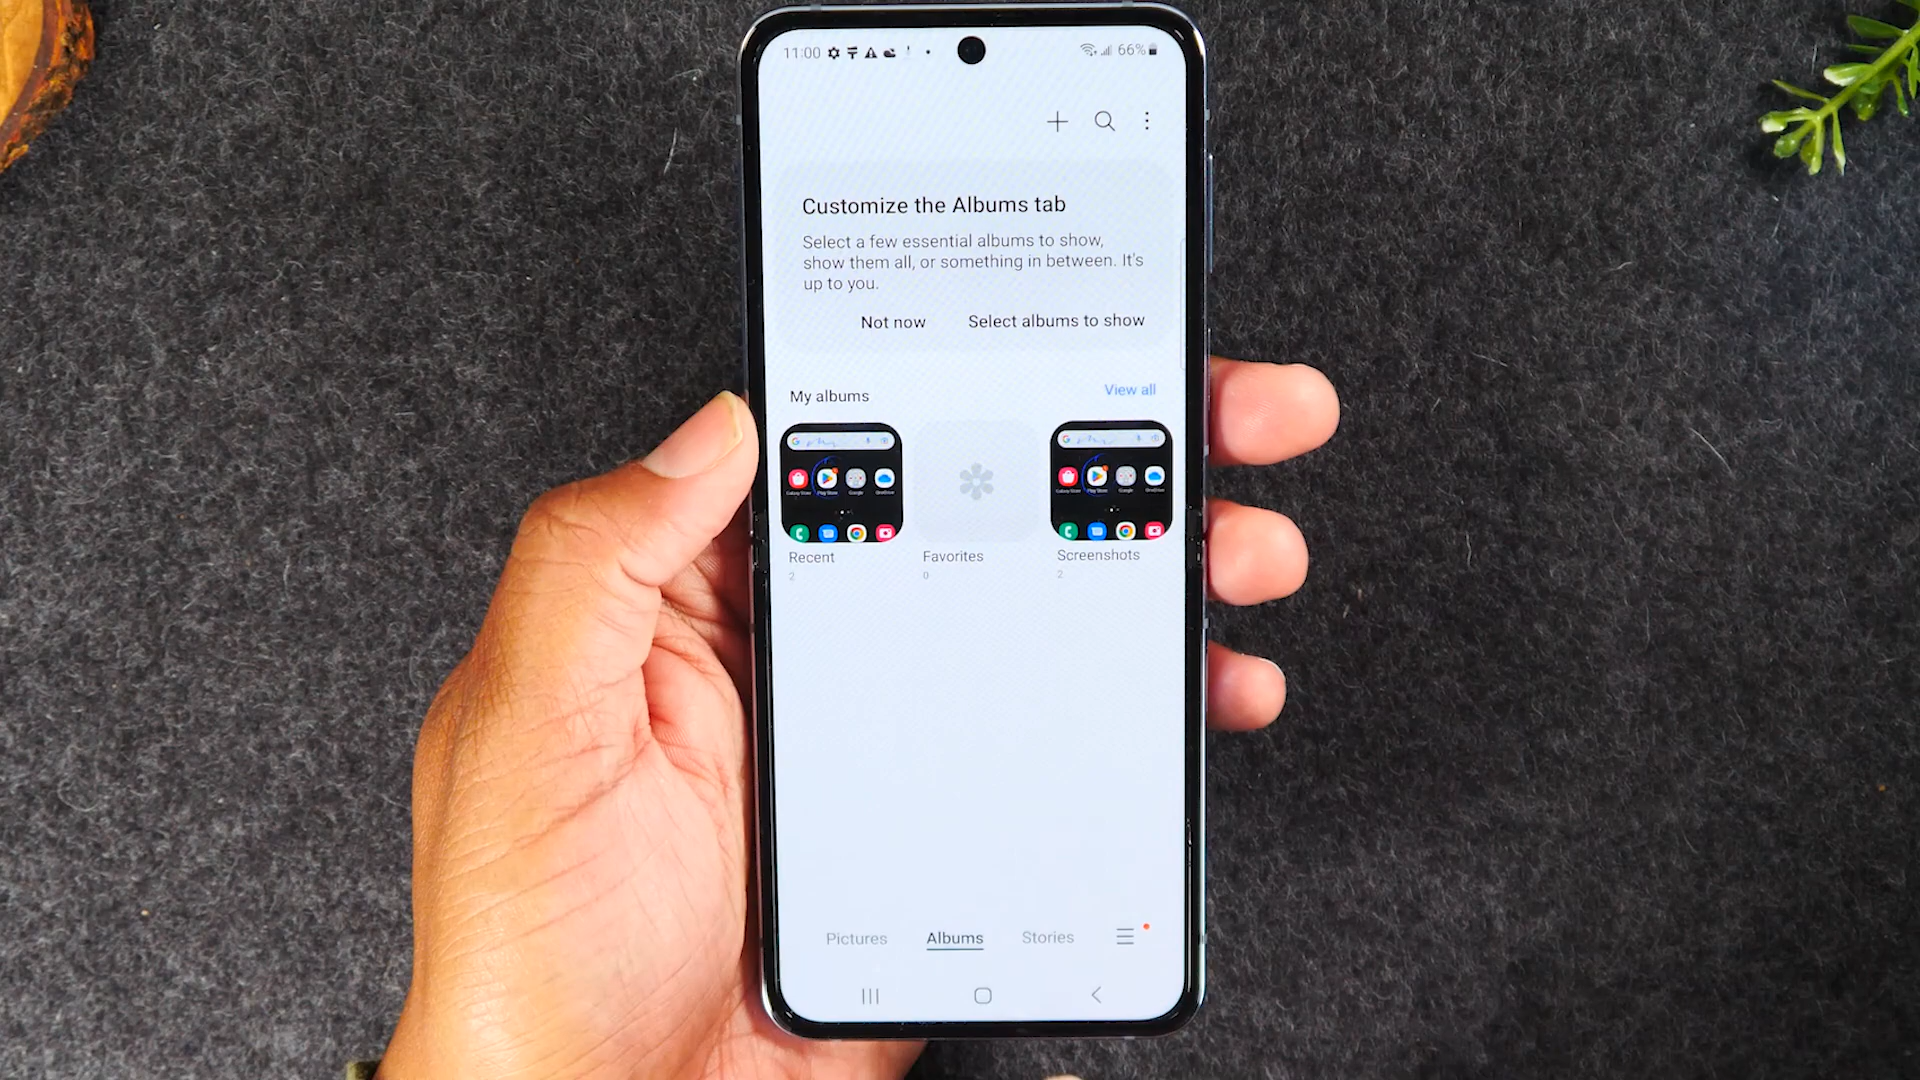 11:00 66%
Customize the Albums tab
Select a few essential albums to show,
show them all, or something in between. It's
up to you.
Not now Select albums to show
My albums View all
Recent Favorites Screenshots
2 0 2
Pictures Albums Stories